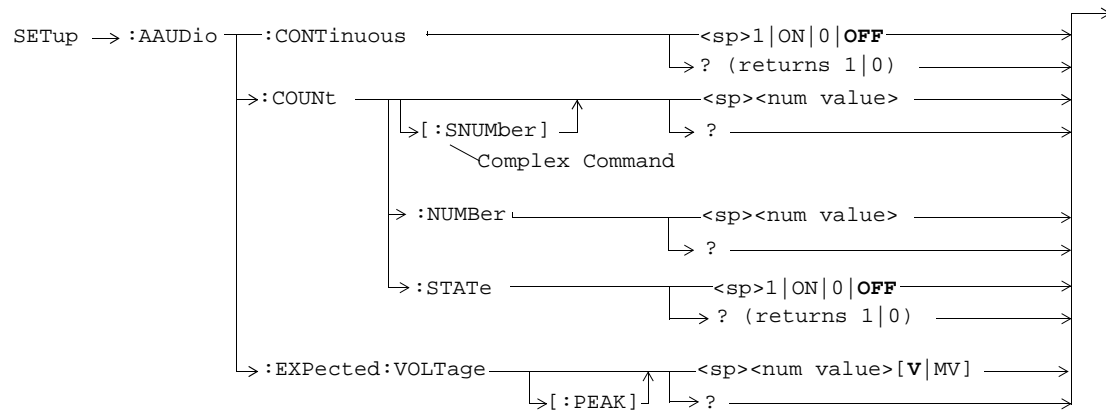 SETup :AAUDio :CONTinuous <sp>1|ON|0|OFF
? (returns 1|0)
:COUNt <sp><num value>
[:SNUMber] ?
Complex Command
:NUMBer <sp><num value>
?
:STATe <sp>1|ON|0|OFF
? (returns 1|0)
:EXPected:VOLTage <sp><num value>[V|MV]
[:PEAK] ?